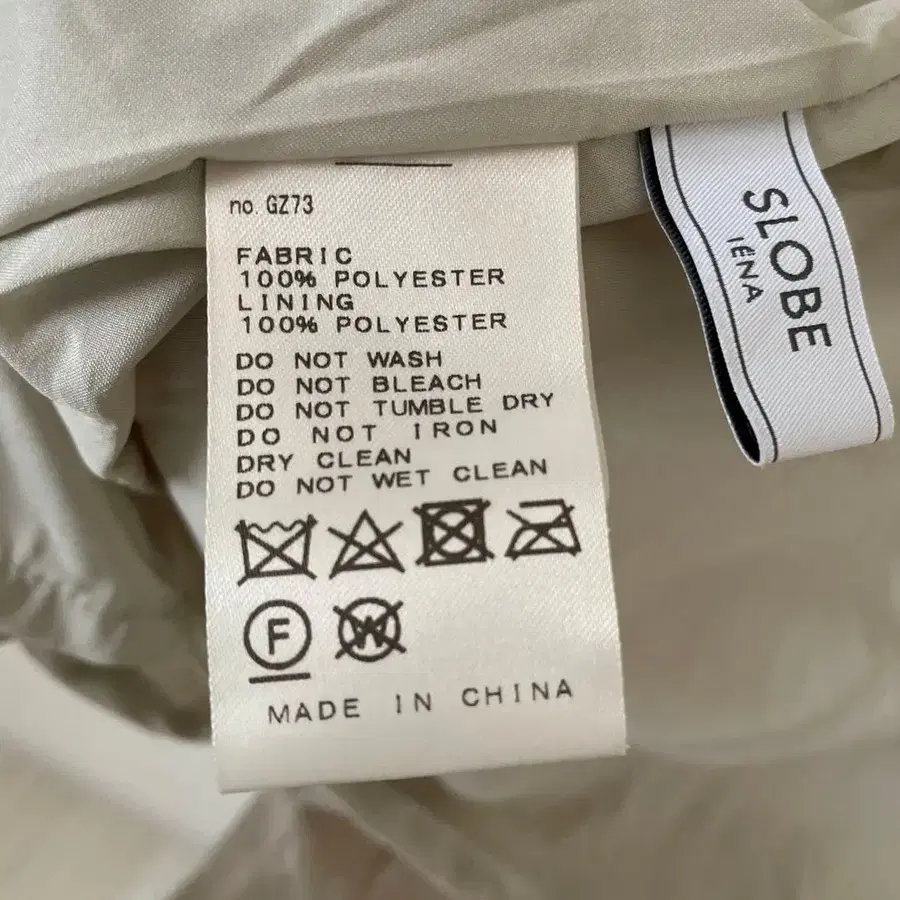 no. GZ73
FABRIC
100% POLYESTER
LINING
100% POLYESTER
DO NOT WASH
DO NOT BLEACH
DO NOT TUMBLE DRY
DO NOT IRON
DRY CLEAN
DO NOT WET CLEAN
F
W
MADE IN CHINA
SLOBE
IÉNA